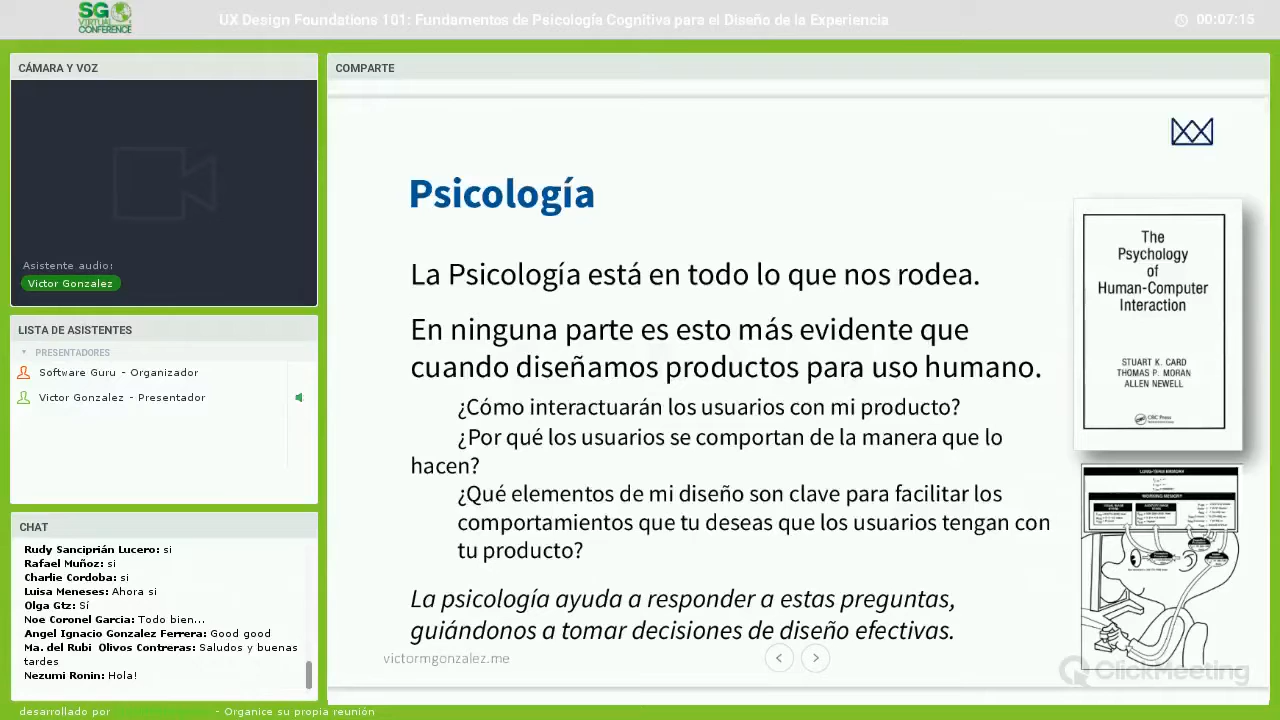 SG
VIRTUAL
CONFERENCE
UX Design Foundations 101: Fundamentos de Psicología Cognitiva para el Diseño de la Experiencia
00:07:15
CÁMARA Y VOZ
Asistente audio:
Victor Gonzalez
LISTA DE ASISTENTES
PRESENTADORES
Software Guru - Organizador
Victor Gonzalez - Presentador
CHAT
Rudy Sanciprián Lucero: si
Rafael Muñoz: si
Charlie Cordoba: si
Luisa Meneses: Ahora si
Olga Gtz: Sí
Noe Coronel Garcia: Todo bien...
Angel Ignacio Gonzalez Ferrera: Good good
Ma. del Rubi Olivos Contreras: Saludos y buenas
tardes
Nezumi Ronin: Hola!
desarrollado por
- Organice su propia reunión
COMPARTE
Psicología
La Psicología está en todo lo que nos rodea.
En ninguna parte es esto más evidente que
cuando diseñamos productos para uso humano.
¿Cómo interactuarán los usuarios con mi producto?
¿Por qué los usuarios se comportan de la manera que lo
hacen?
¿Qué elementos de mi diseño son clave para facilitar los
comportamientos que tu deseas que los usuarios tengan con
tu producto?
La psicología ayuda a responder a estas preguntas,
guiándonos a tomar decisiones de diseño efectivas.
victormgonzalez.me
The
Psychology
of
Human-Computer
Interaction
STUART K. CARD
THOMAS P. MORAN
ALLEN NEWELL
CRC Press
LONG-TERM MEMORY
WORKING MEMORY
ClickMeeting